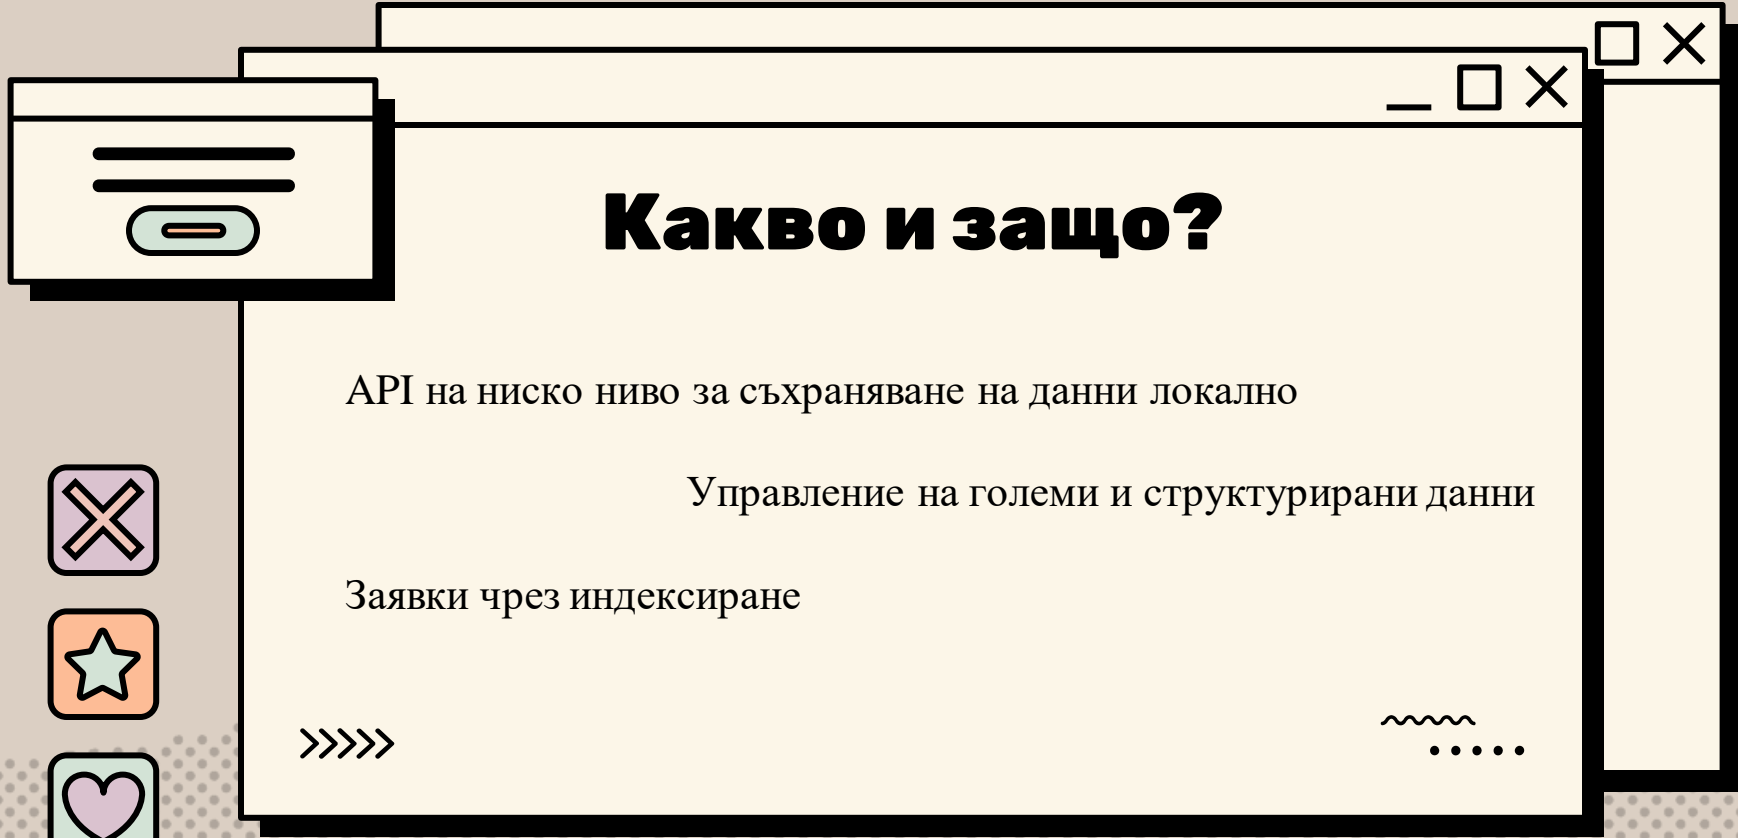 Какво и защо?
API на ниско ниво за съхраняване на данни локално
Управление на големи и структурирани данни
Заявки чрез индексиране